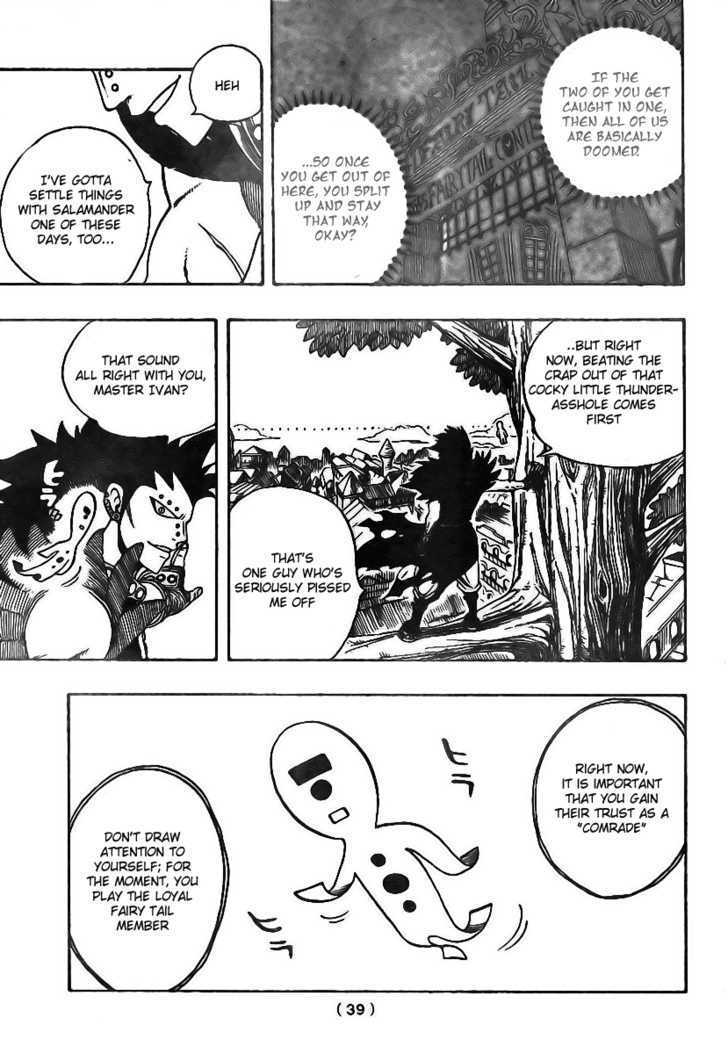 IF THE
TWO OF YOU GET
CAUGHT IN ONE,
THEN ALL OF US
ARE BASICALLY
DOOMED.
...SO ONCE
YOU GET OUT OF
HERE, YOU SPLIT
UP AND STAY
THAT WAY,
OKAY?
FAIRY TAIL
FAIRY TAIL CONTE
HEH
I'VE GOTTA
SETTLE THINGS
WITH SALAMANDER
ONE OF THESE
DAYS, TOO...
..BUT RIGHT
NOW, BEATING THE
CRAP OUT OF THAT
COCKY LITTLE THUNDER-
ASSHOLE COMES
FIRST
THAT'S
ONE GUY WHO'S
SERIOUSLY PISSED
ME OFF
THAT SOUND
ALL RIGHT WITH YOU,
MASTER IVAN?
RIGHT NOW,
IT IS IMPORTANT
THAT YOU GAIN
THEIR TRUST AS A
"COMRADE"
ヒラ
ヒラ
DON'T DRAW
ATTENTION TO
YOURSELF; FOR
THE MOMENT, YOU
PLAY THE LOYAL
FAIRY TAIL
MEMBER
( 39 )